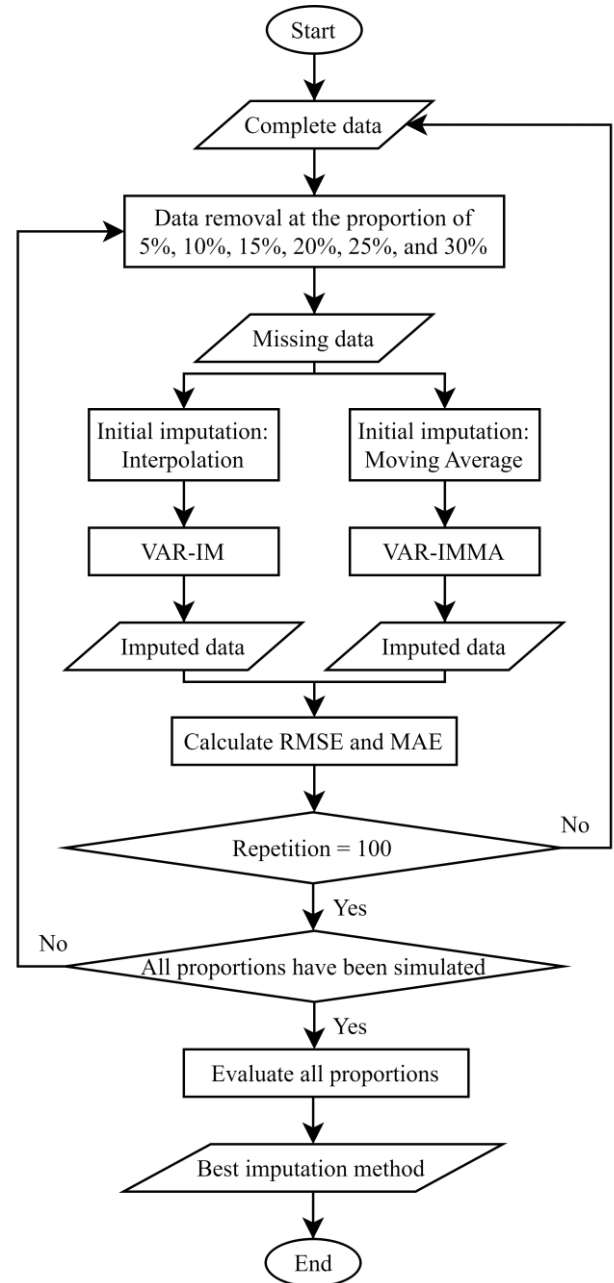 Start
Complete data
Data removal at the proportion of
5%, 10%, 15%, 20%, 25%, and 30%
Missing data
Initial imputation:
Interpolation
Initial imputation:
Moving Average
VAR-IM
VAR-IMMA
Imputed data
Imputed data
Calculate RMSE and MAE
Repetition = 100
No
Yes
No
All proportions have been simulated
Yes
Evaluate all proportions
Best imputation method
End